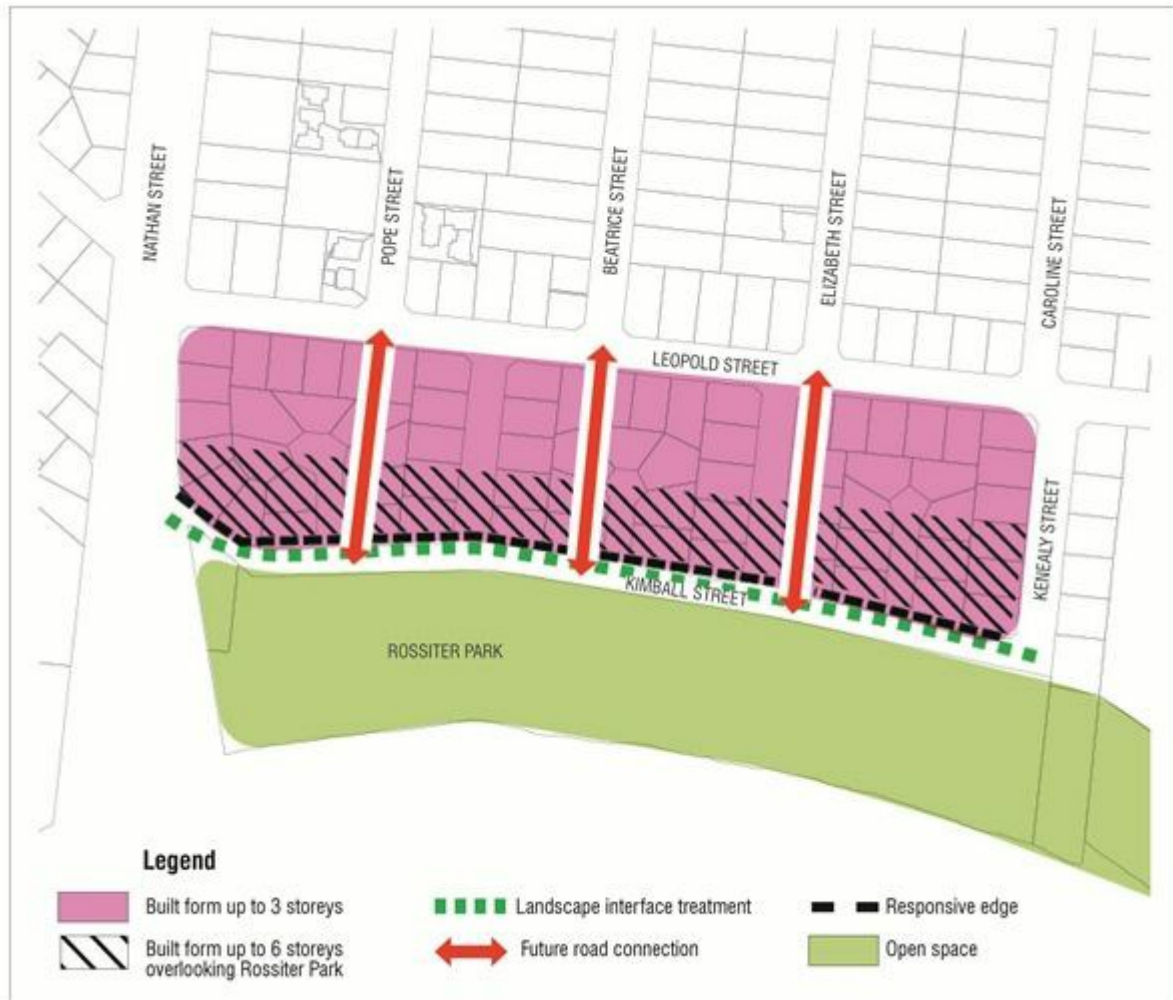 NATHAN STREET
POPE STREET
BEATRICE STREET
ELIZABETH STREET
CAROLINE STREET
LEOPOLD STREET
KENEALY STREET
KIMBALL STREET
ROSSITER PARK
Legend
Built form up to 3 storeys
Built form up to 6 storeys
overlooking Rossiter Park
Landscape interface treatment
Future road connection
Responsive edge
Open space